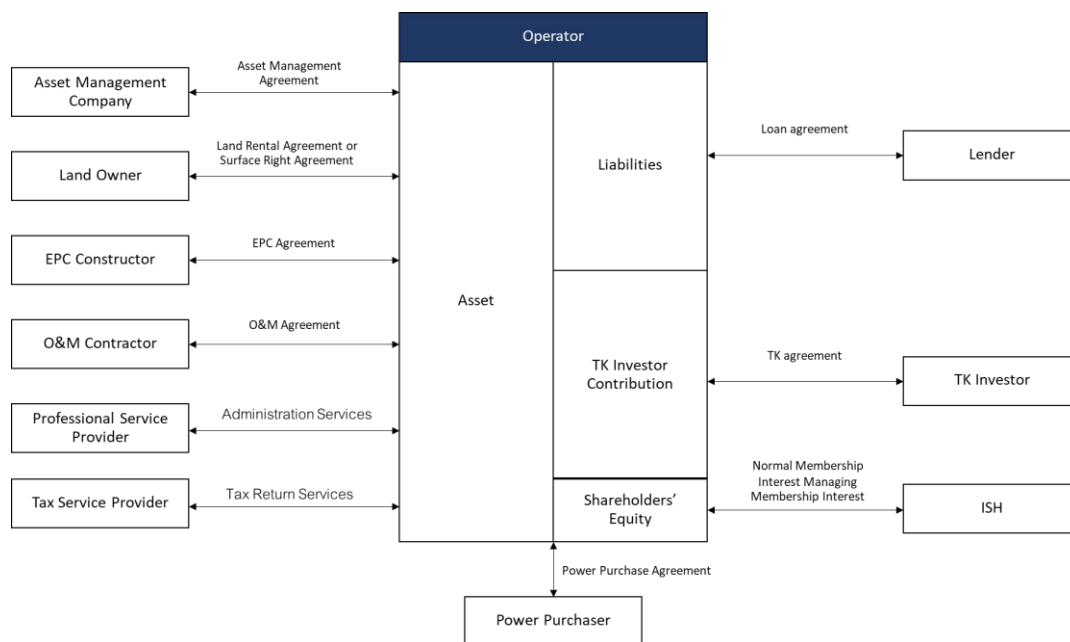 Operator
Asset Management
Agreement
Asset Management
Company
Land Rental Agreement or
Surface Right Agreement
Land Owner
EPC Agreement
EPC Constructor
O&M Agreement
O&M Contractor
Administration Services
Professional Service
Provider
Tax Return Services
Tax Service Provider
Asset
Liabilities
TK Investor
Contribution
Shareholders'
Equity
Loan agreement
Lender
TK agreement
TK Investor
Normal Membership
Interest Managing
Membership Interest
ISH
Power Purchase Agreement
Power Purchaser